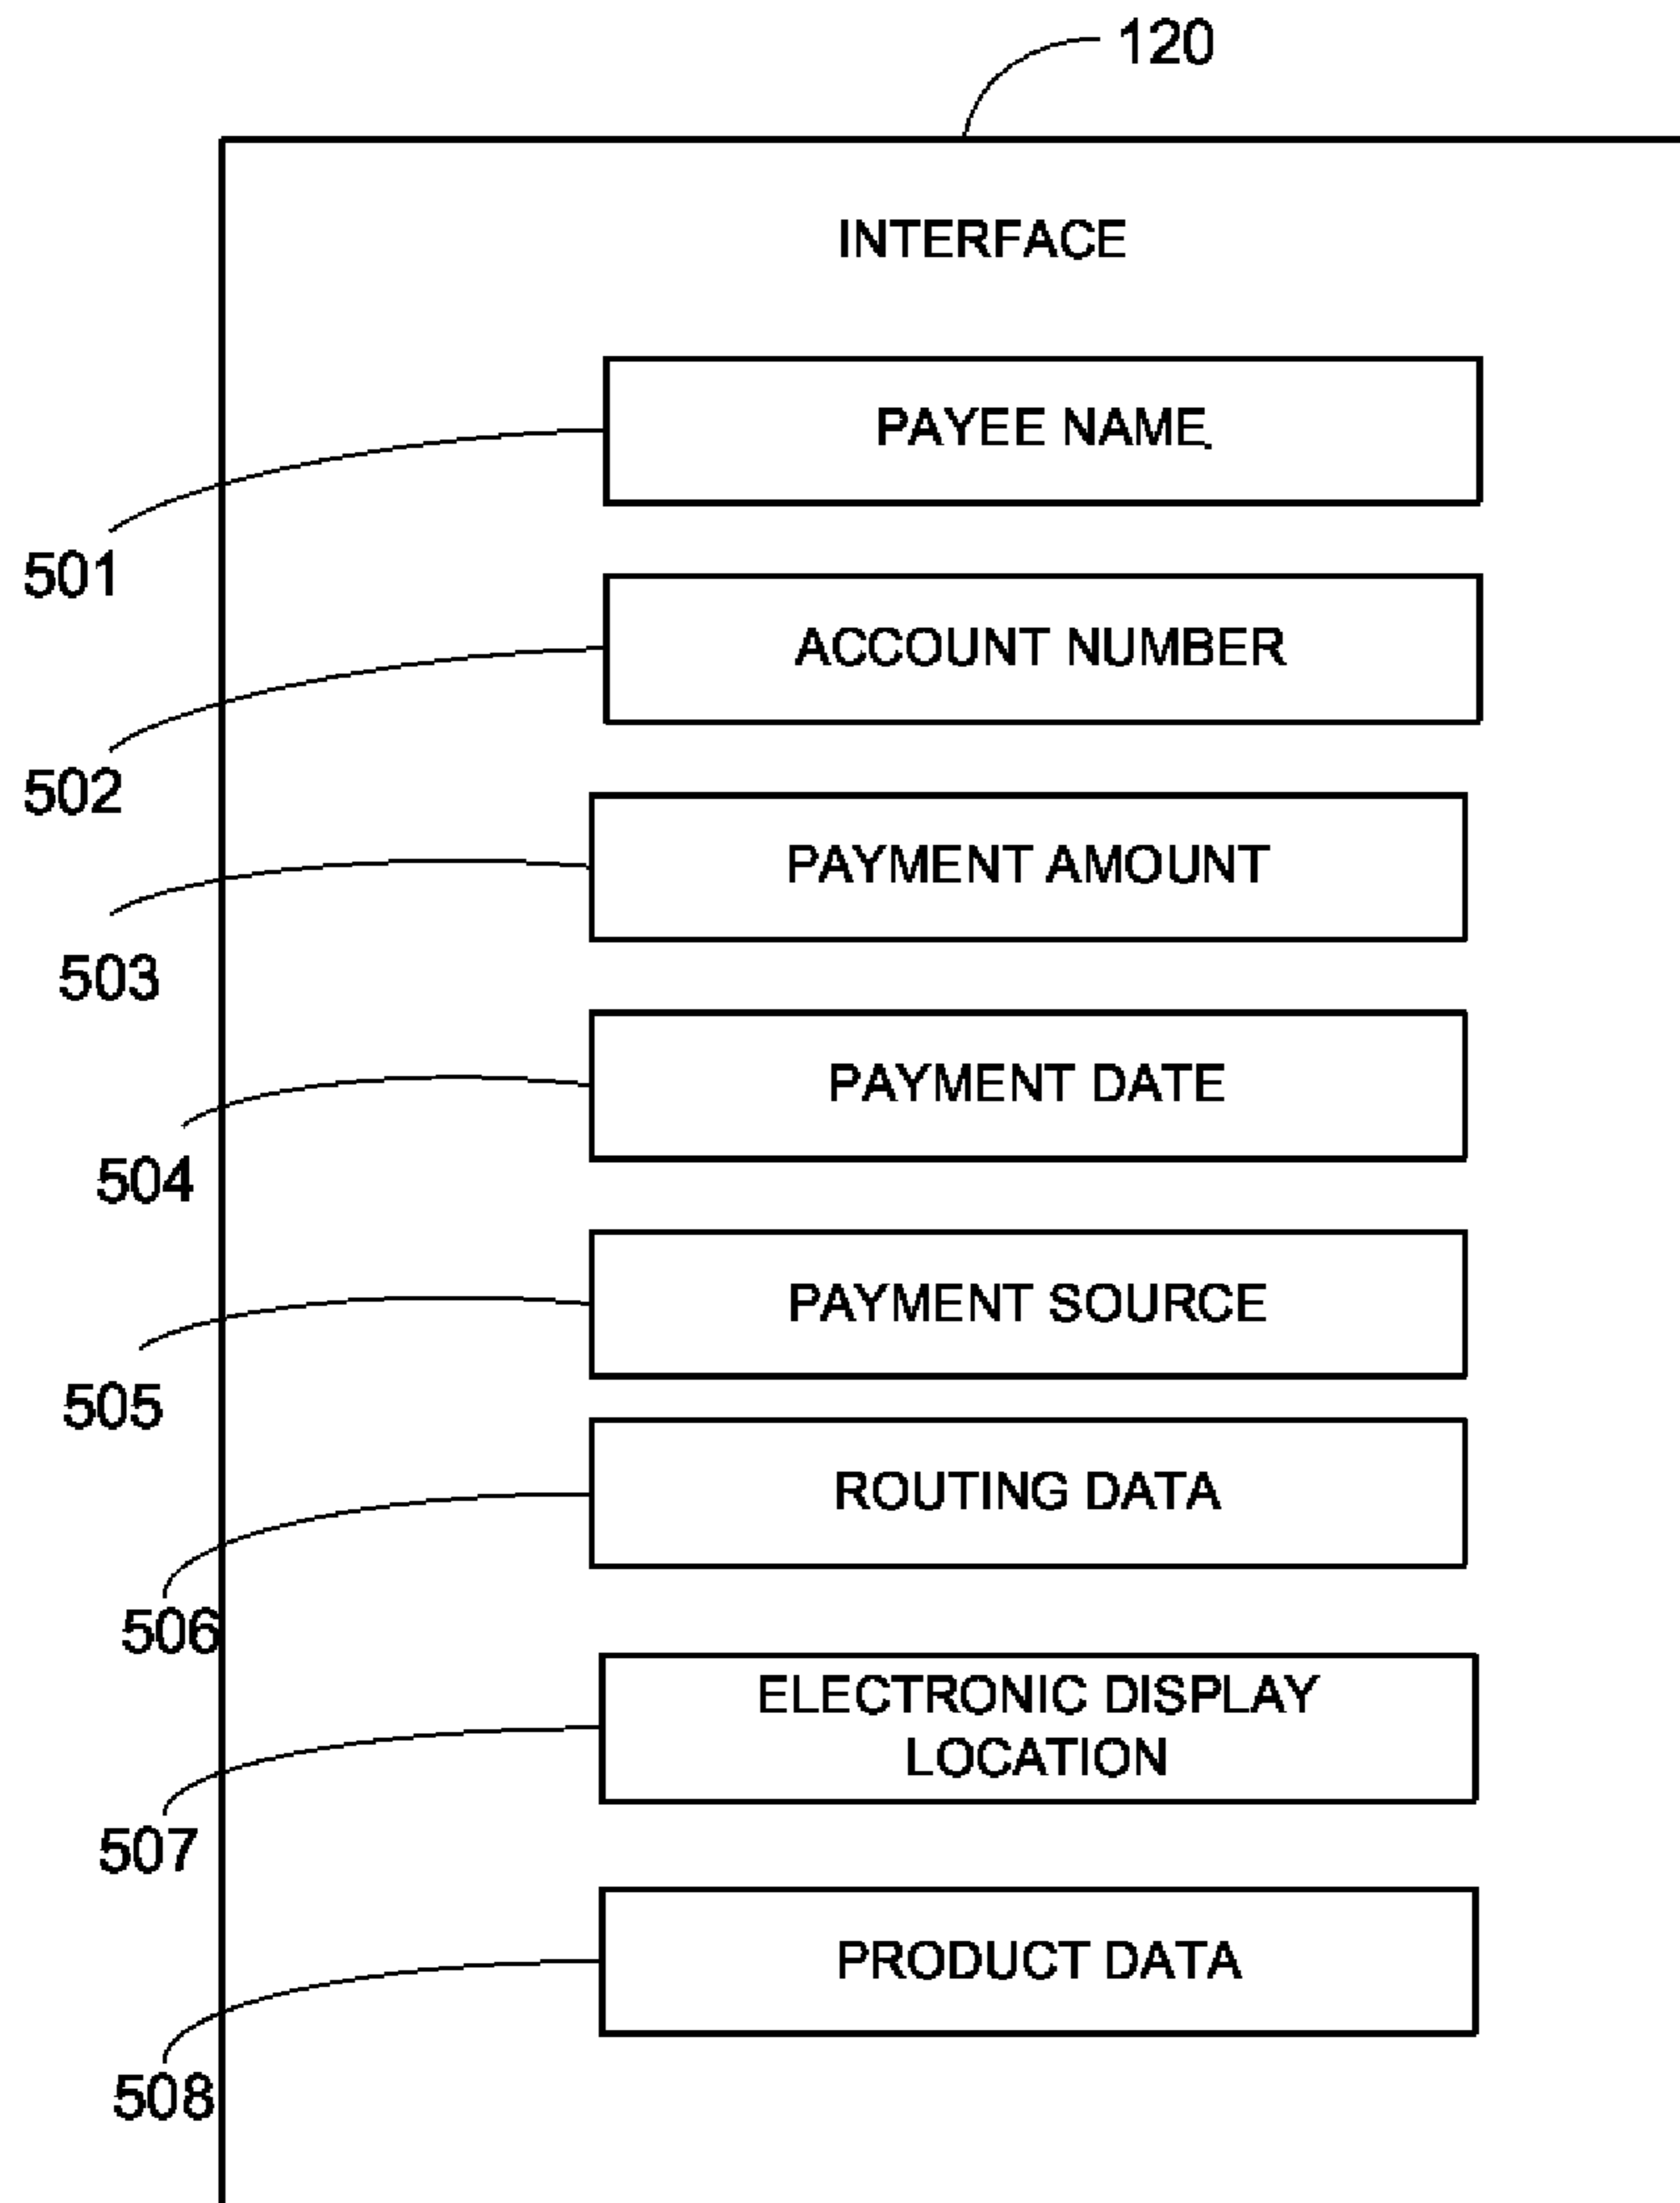 120
INTERFACE
PAYEE NAME
501
ACCOUNT NUMBER
502
PAYMENT AMOUNT
503
PAYMENT DATE
504
PAYMENT SOURCE
505
ROUTING DATA
506
ELECTRONIC DISPLAY
LOCATION
507
PRODUCT DATA
508